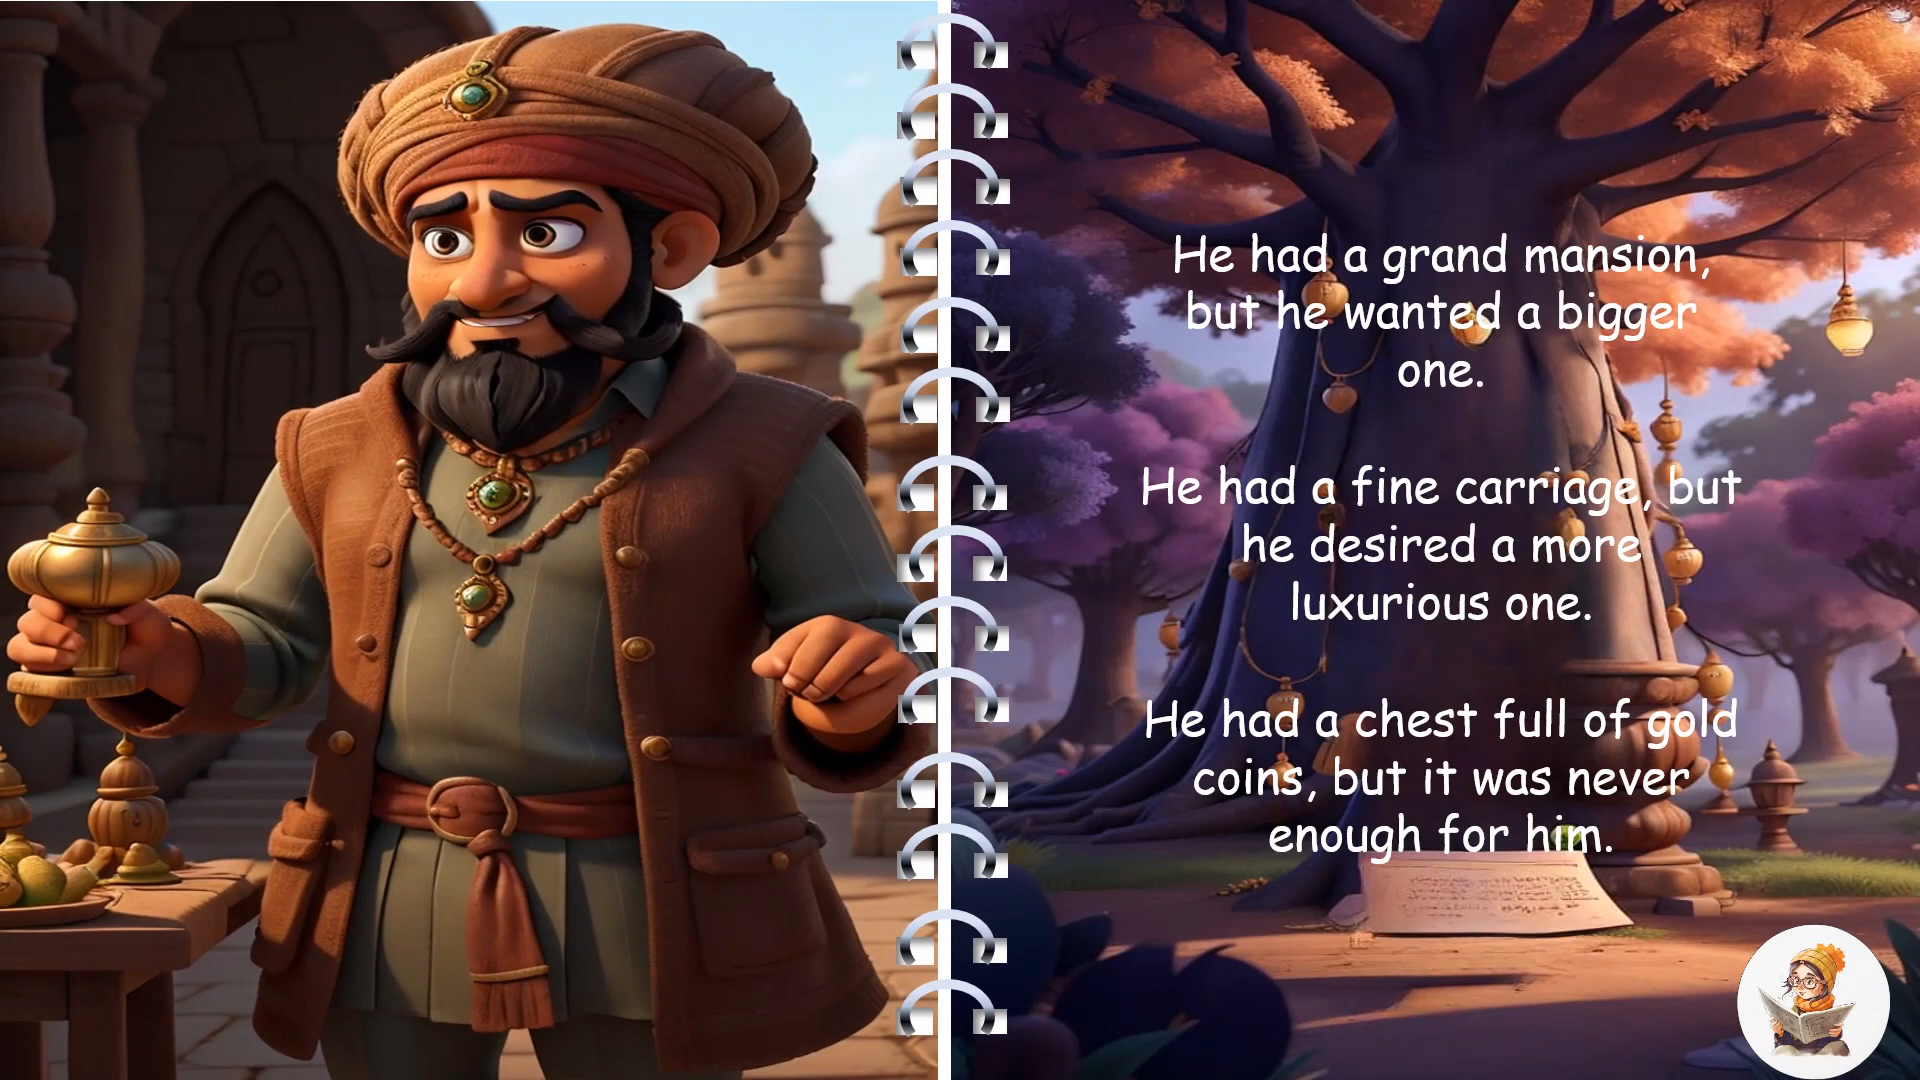 He had a grand mansion,
but he wanted a bigger
one.
He had a fine carriage, but
he desired a more
luxurious one.
He had a chest full of gold
coins, but it was never
enough for him.